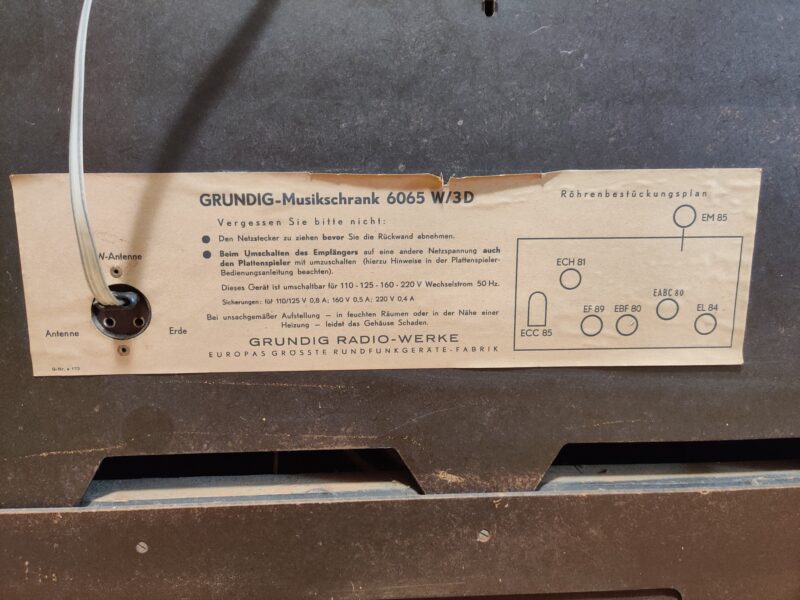 GRUNDIG-Musikschrank 6065 W/3D
Vergessen Sie bitte nicht:
● Den Netzstecker zu ziehen bevor Sie die Rückwand abnehmen.
● Beim Umschalten des Empfängers auf eine andere Netzspannung auch
den Plattenspieler mit umzuschalten (hierzu Hinweise in der Plattenspieler-
Bedienungsanleitung beachten).
Dieses Gerät ist umschaltbar für 110 - 125 - 160 - 220 V Wechselstrom 50 Hz.
Sicherungen: für 110/125 V 0,8 A; 160 V 0,5 A; 220 V 0,4 A
Bei unsachgemäßer Aufstellung – in feuchten Räumen oder in der Nähe einer
Heizung – leidet das Gehäuse Schaden.
GRUNDIG RADIO-WERKE
EUROPAS GRÖSSTE RUNDFUNKGERÄTE-FABRIK
W-Antenne
Antenne
Erde
Röhrenbestückungsplan
EM 85
ECH 81
EABC 80
EF 89
EBF 80
EL 84
ECC 85